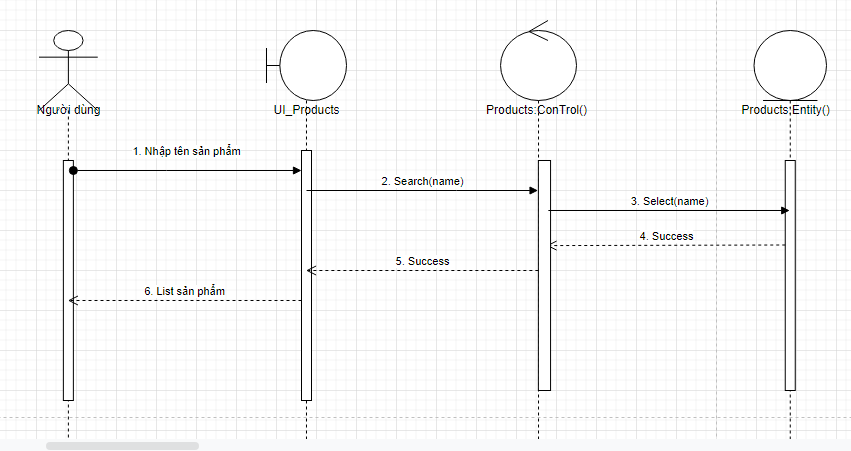 Người dùng
UI_Products
Products:ConTrol()
Products:Entity()
1. Nhập tên sản phẩm
2. Search(name)
3. Select(name)
4. Success
5. Success
6. List sản phẩm